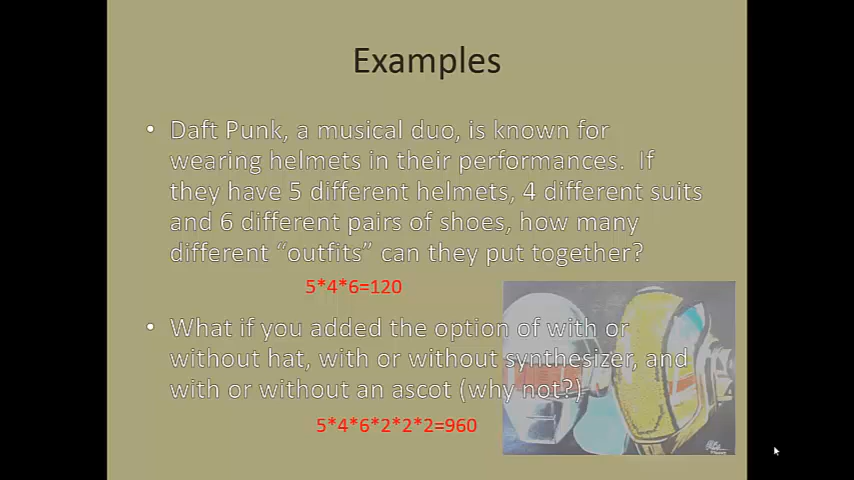 Examples
• Daft Punk, a musical duo, is known for
wearing helmets in their performances. If
they have 5 different helmets, 4 different suits
and 6 different pairs of shoes, how many
different “outfits” can they put together?
5*4*6=120
• What if you added the option of with or
without hat, with or without synthesizer, and
with or without an ascot (why not?)
5*4*6*2*2*2=960